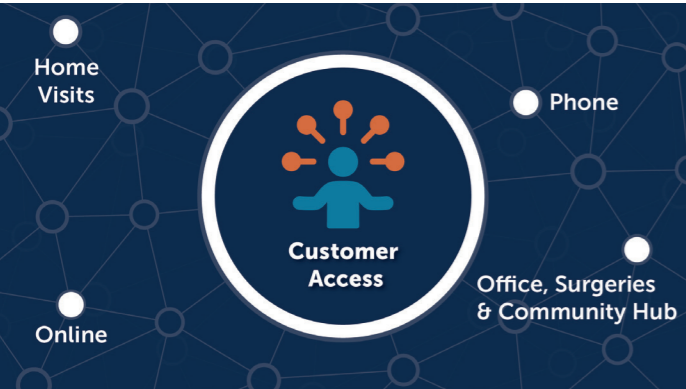 Home
Visits
Phone
Customer
Access
Office, Surgeries
& Community Hub
Online